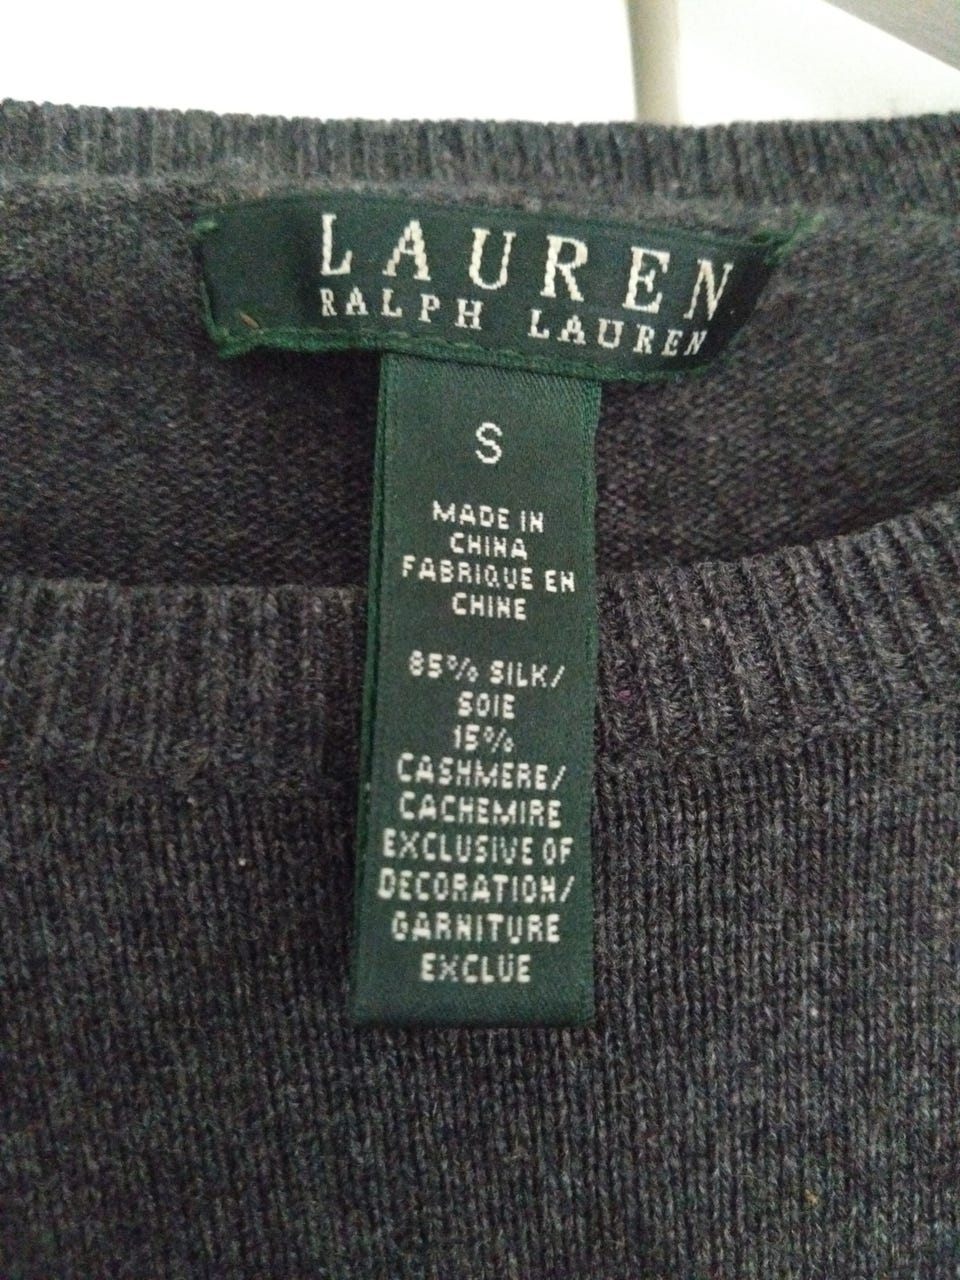 LAUREN
RALPH LAUREN
S
MADE IN
CHINA
FABRIQUE EN
CHINE
85% SILK/
SOIE
15%
CASHMERE/
CACHEMIRE
EXCLUSIVE OF
DECORATION/
GARNITURE
EXCLUE